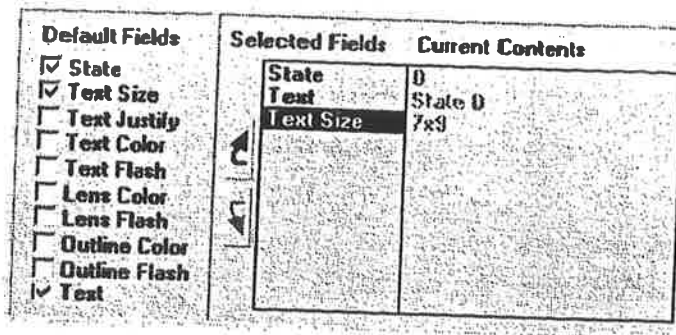 Default Fields
State
Text Size
Text Justify
Text Color
Text Flash
Lens Color
Lens Flash
Outline Color
Outline Flash
Text
Selected Fields Current Contents
State 0
Text State 0
Text Size 7x9